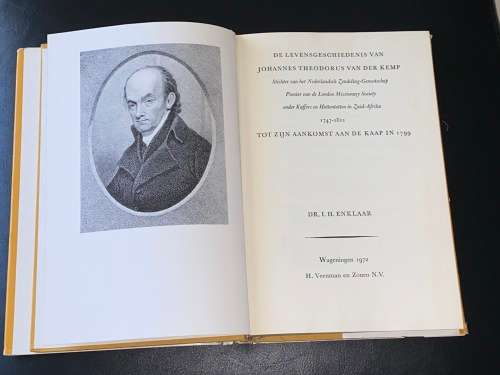 DE LEVENSGESCHIEDENIS VAN
JOHANNES THEODORUS VAN DER KEMP
Stichter van het Nederlandsch Zendeling-Genootschap
Pionier van de London Missionary Society
onder Kaffers en Hottentotten in Zuid-Afrika
1747-1811
TOT ZIJN AANKOMST AAN DE KAAP IN 1799
DR. I. H. ENKLAAR
Wageningen 1972
H. Veenman en Zonen N.V.